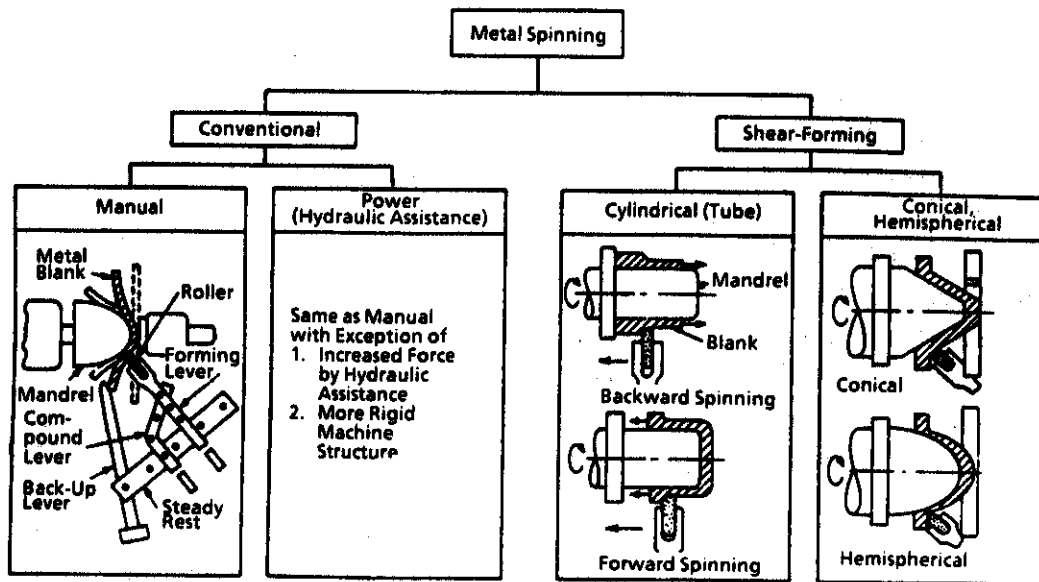 Metal Spinning
Conventional
Shear-Forming
Manual
Metal
Blank
Roller
Forming
Lever
Mandrel
Com-
pound
Lever
Back-Up
Lever
Steady
Rest
Power
(Hydraulic Assistance)
Same as Manual
with Exception of
1. Increased Force
by Hydraulic
Assistance
2. More Rigid
Machine
Structure
Cylindrical (Tube)
Mandrel
Blank
Backward Spinning
Forward Spinning
Conical,
Hemispherical
Conical
Hemispherical